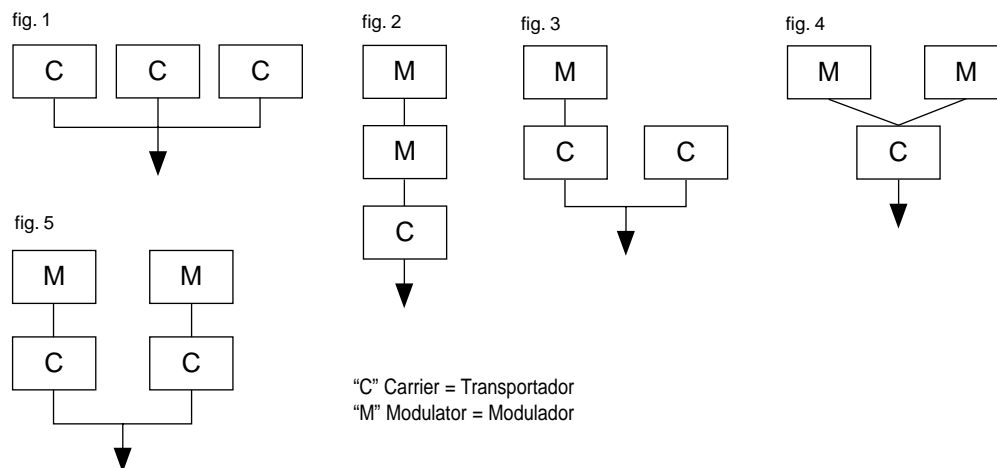 fig. 1
C C C
fig. 2
M
M
C
fig. 3
M
C C
fig. 4
M M
C
fig. 5
M M
C C
“C” Carrier = Transportador
“M” Modulator = Modulador